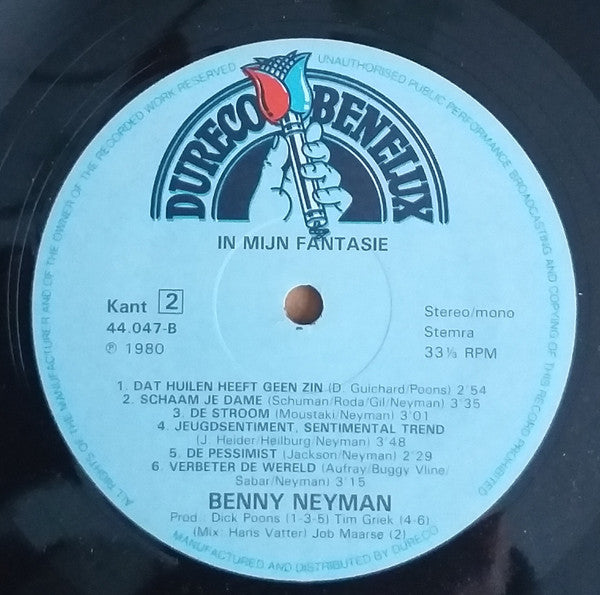 ALL RIGHTS OF THE MANUFACTURER AND OF THE OWNER OF THE RECORDED WORK RESERVED
UNAUTHORISED PUBLIC PERFORMANCE BROADCASTING AND COPYING OF THIS RECORD PROHIBITED
DURECO BENELUX
IN MIJN FANTASIE
Kant 2
44.047-B
℗ 1980
Stereo/mono
Stemra
33⅓ RPM
1. DAT HUILEN HEEFT GEEN ZIN (D. Guichard/Poons) 2'54
2. SCHAAM JE DAME (Schuman/Roda/Gil/Neyman) 3'35
3. DE STROOM (Moustaki/Neyman) 3'01
4. JEUGDSENTIMENT, SENTIMENTAL TREND
(J. Heider/Heilburg/Neyman) 3'48
5. DE PESSIMIST (Jackson/Neyman) 2'29
6. VERBETER DE WERELD (Aufray/Buggy Vline/
Sabar/Neyman) 3'15
BENNY NEYMAN
Prod.: Dick Poons (1-3-5) Tim Griek (4-6)
(Mix: Hans Vatter) Job Maarse (2)
MANUFACTURED AND DISTRIBUTED BY DURECO